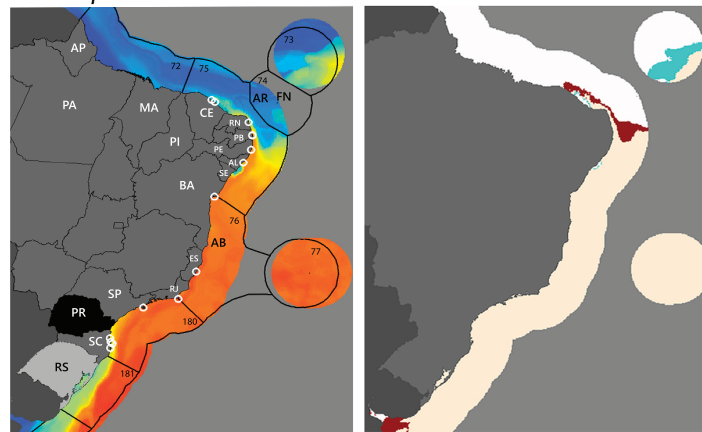 AP
72
75
73
74
PA
MA
CE
AR
FN
RN
PI
PB
PE
AL
SE
BA
76
AB
77
ES
SP
RJ
PR
180
SC
RS
181